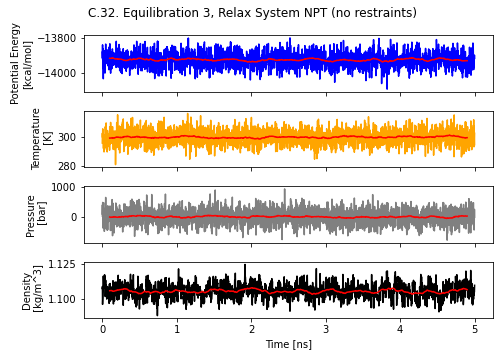 C.32. Equilibration 3, Relax System NPT (no restraints)
Potential Energy
[kcal/mol]
−13800
−14000
Temperature
[K]
300
280
Pressure
[bar]
1000
0
Density
[kg/m^3]
1.125
1.100
0 1 2 3 4 5
Time [ns]